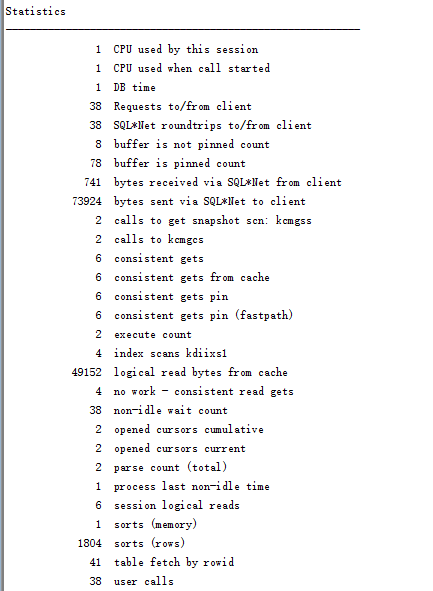 Statistics
1 CPU used by this session
1 CPU used when call started
1 DB time
38 Requests to/from client
38 SQL*Net roundtrips to/from client
8 buffer is not pinned count
78 buffer is pinned count
741 bytes received via SQL*Net from client
73924 bytes sent via SQL*Net to client
2 calls to get snapshot scn: kcmgss
2 calls to kcmgcs
6 consistent gets
6 consistent gets from cache
6 consistent gets pin
6 consistent gets pin (fastpath)
2 execute count
4 index scans kdiixs1
49152 logical read bytes from cache
4 no work - consistent read gets
38 non-idle wait count
2 opened cursors cumulative
2 opened cursors current
2 parse count (total)
1 process last non-idle time
6 session logical reads
1 sorts (memory)
1804 sorts (rows)
41 table fetch by rowid
38 user calls